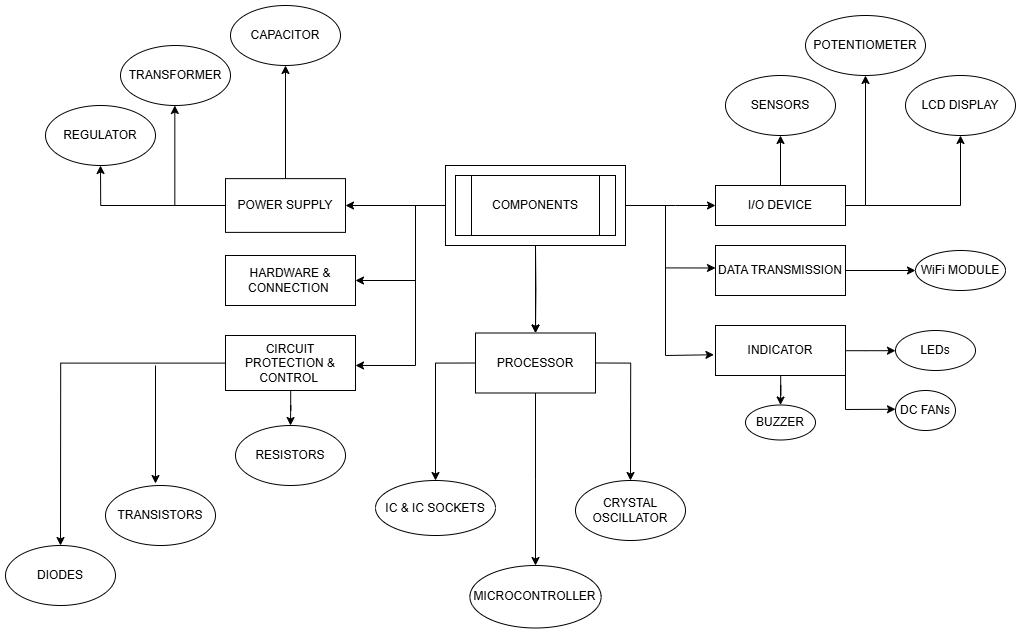 CAPACITOR
POTENTIOMETER
TRANSFORMER
SENSORS
LCD DISPLAY
REGULATOR
POWER SUPPLY
COMPONENTS
I/O DEVICE
HARDWARE &
CONNECTION
DATA TRANSMISSION
WiFi MODULE
CIRCUIT
PROTECTION &
CONTROL
PROCESSOR
INDICATOR
LEDs
DC FANs
BUZZER
RESISTORS
IC & IC SOCKETS
CRYSTAL
OSCILLATOR
TRANSISTORS
DIODES
MICROCONTROLLER